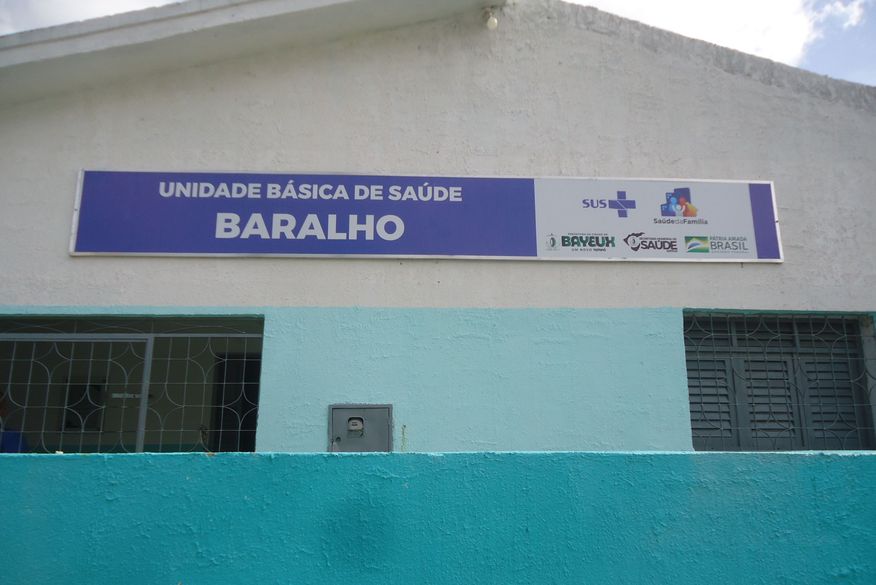 UNIDADE BÁSICA DE SAÚDE
BARALHO
SUS
Saúde da Família
BAYEUX
SAÚDE
PÁTRIA AMADA
BRASIL